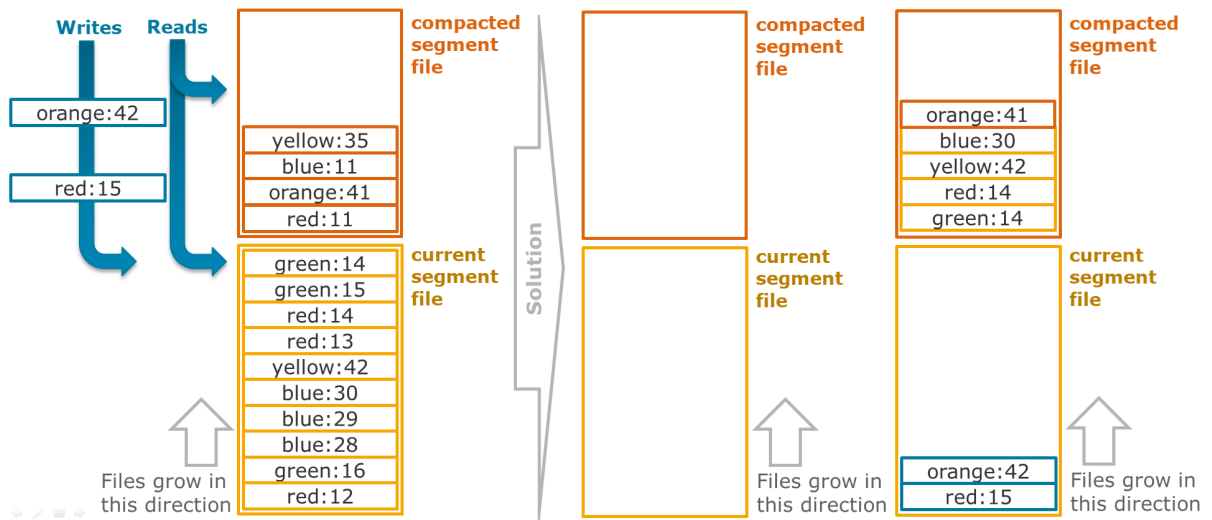 Writes
Reads
orange:42
red:15
compacted
segment
file
yellow:35
blue:11
orange:41
red:11
current
segment
file
green:14
green:15
red:14
red:13
yellow:42
blue:30
blue:29
blue:28
green:16
red:12
Files grow in
this direction
Solution
compacted
segment
file
current
segment
file
Files grow in
this direction
compacted
segment
file
orange:41
blue:30
yellow:42
red:14
green:14
current
segment
file
orange:42
red:15
Files grow in
this direction